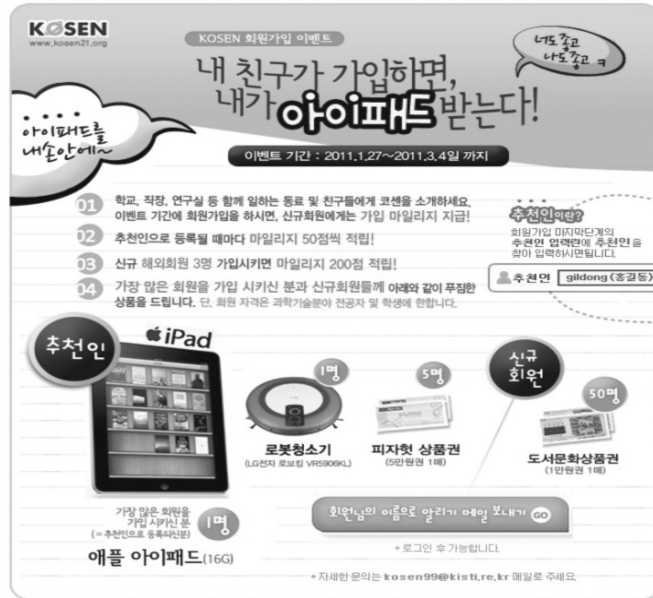 KOSEN
www.kosen21.org
KOSEN 회원가입 이벤트
너도좋고
나도좋고 ㅋ
내 친구가 가입하면,
내가 아이패드 받는다!
아이패드를
내손안에~
이벤트 기간 : 2011.1.27~2011.3.4일 까지
01 학교, 직장, 연구실 등 함께 일하는 동료 및 친구들에게 코센을 소개하세요.
이벤트 기간에 회원가입을 하시면, 신규회원에게는 가입 마일리지 지급!
02 추천인으로 등록될 때마다 마일리지 50점씩 적립!
03 신규 해외회원 3명 가입시키면 마일리지 200점 적립!
04 가장 많은 회원을 가입 시키신 분과 신규회원들께 아래와 같이 푸짐한
상품을 드립니다. 단, 회원 자격은 과학기술분야 전공자 및 학생에 한합니다.
추천인이란?
회원가입 마지막단계의
추천인 입력란에 추천인을
찾아 입력하시면됩니다.
추천인 gildong (홍길동)
추천인
iPad
1명
로봇청소기
(LG전자 로보킹 VR5906KL)
5명
피자헛 상품권
(5만원권 1매)
신규
회원
50명
도서문화상품권
(1만원권 1매)
가장 많은 회원을
가입 시키신 분
(=추천인으로 등록되신분)
1명
애플 아이패드(16G)
회원님의 이름으로 알리기 메일 보내기 GO
* 로그인 후 가능합니다.
* 자세한 문의는 kosen99@kisti.re.kr 메일로 주세요.